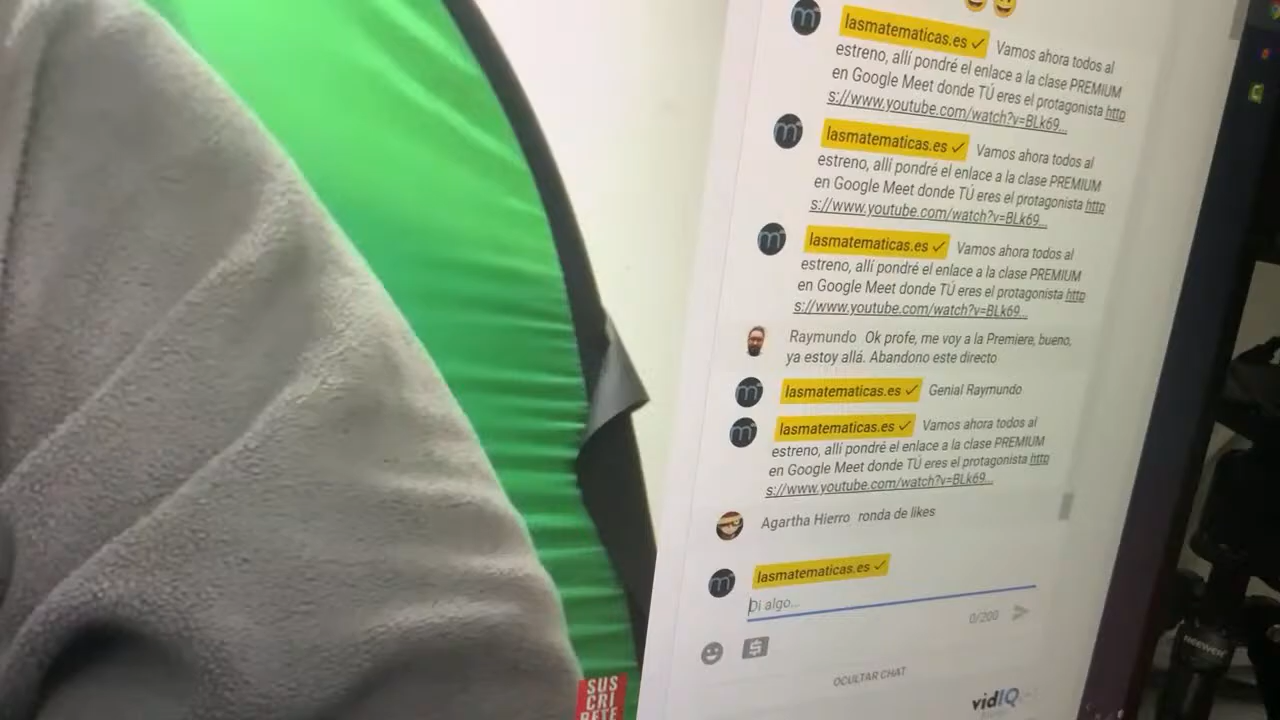 lasmatematicas.es ✓ Vamos ahora todos al
estreno, allí pondré el enlace a la clase PREMIUM
en Google Meet donde TÚ eres el protagonista http
s://www.youtube.com/watch?v=BLk69...
lasmatematicas.es ✓ Vamos ahora todos al
estreno, allí pondré el enlace a la clase PREMIUM
en Google Meet donde TÚ eres el protagonista http
s://www.youtube.com/watch?v=BLk69...
lasmatematicas.es ✓ Vamos ahora todos al
estreno, allí pondré el enlace a la clase PREMIUM
en Google Meet donde TÚ eres el protagonista http
s://www.youtube.com/watch?v=BLk69...
Raymundo Ok profe, me voy a la Premiere, bueno,
ya estoy allá. Abandono este directo
lasmatematicas.es ✓ Genial Raymundo
lasmatematicas.es ✓ Vamos ahora todos al
estreno, allí pondré el enlace a la clase PREMIUM
en Google Meet donde TÚ eres el protagonista http
s://www.youtube.com/watch?v=BLk69...
Agartha Hierro ronda de likes
lasmatematicas.es ✓
Di algo...
0/200
OCULTAR CHAT
vidIQ
SUS
CRI
BETE
NEEWER